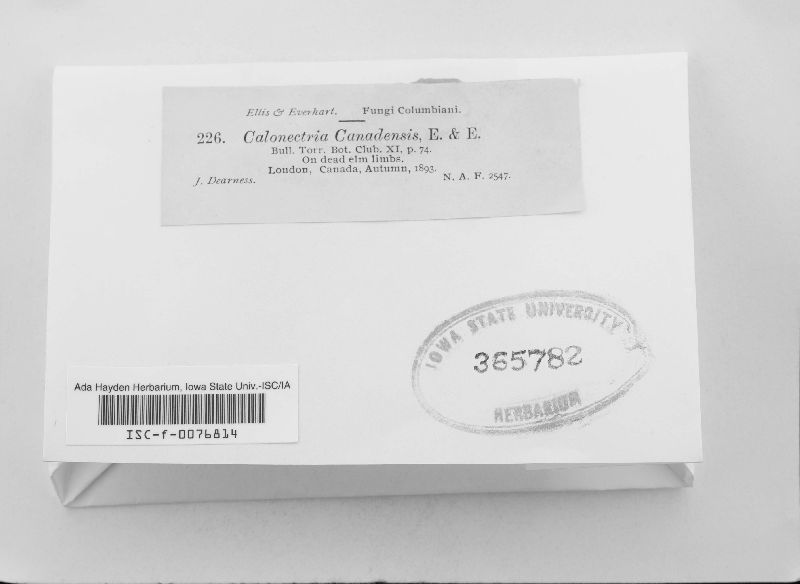 Ellis & Everhart. Fungi Columbiani.
226. Calonectria Canadensis, E. & E.
Bull. Torr. Bot. Club. XI, p. 74.
On dead elm limbs.
London, Canada, Autumn, 1893.
J. Dearness. N. A. F. 2547.
IOWA STATE UNIVERSITY
365782
HERBARIUM
Ada Hayden Herbarium, Iowa State Univ.-ISC/IA
ISC-f-0076814